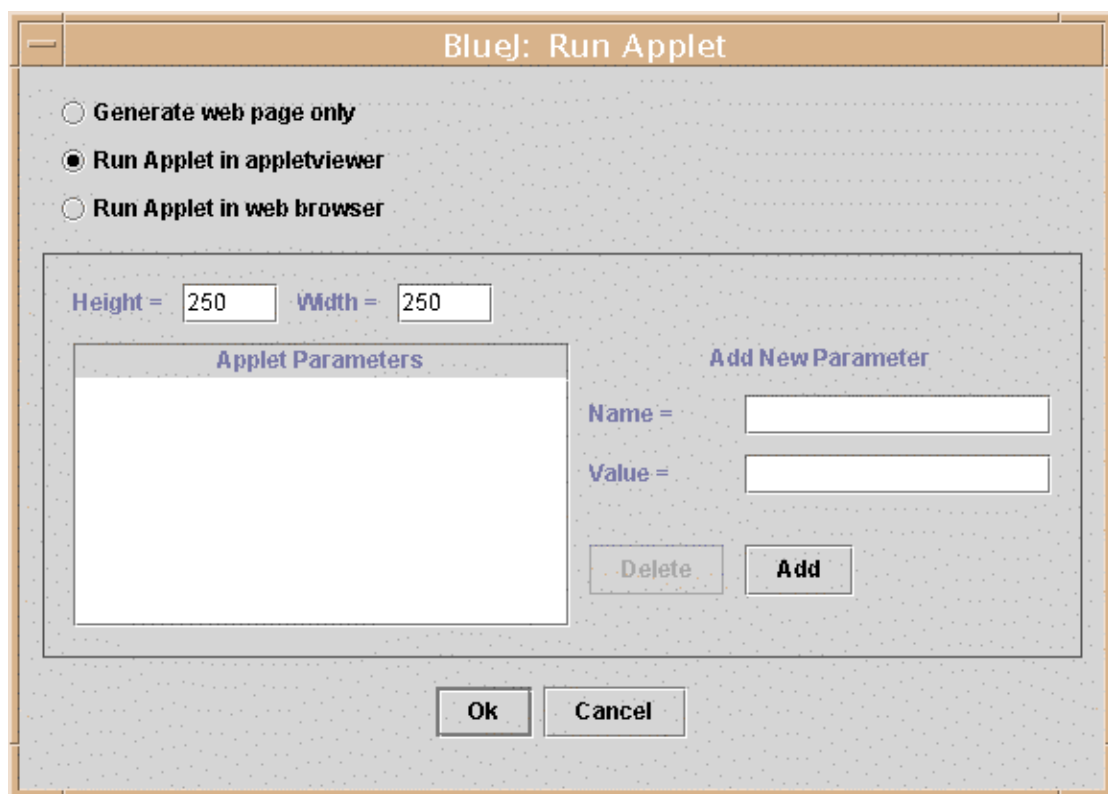 BlueJ: Run Applet
Generate web page only
Run Applet in appletviewer
Run Applet in web browser
Height = 250 Width = 250
Applet Parameters
Add New Parameter
Name =
Value =
Delete Add
Ok Cancel